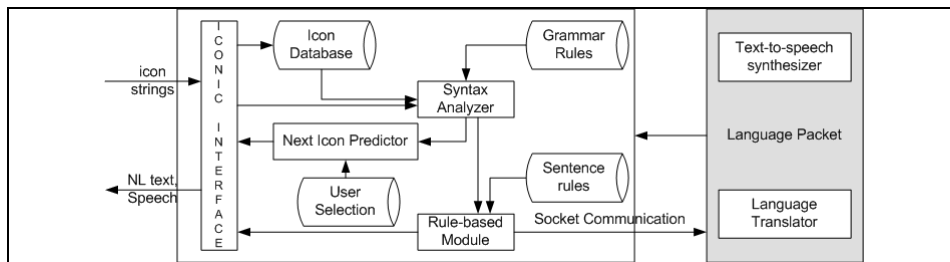 icon
strings
NL text,
Speech
ICONIC INTERFACE
Icon
Database
Grammar
Rules
Syntax
Analyzer
Next Icon Predictor
User
Selection
Sentence
rules
Rule-based
Module
Socket Communication
Text-to-speech
synthesizer
Language Packet
Language
Translator